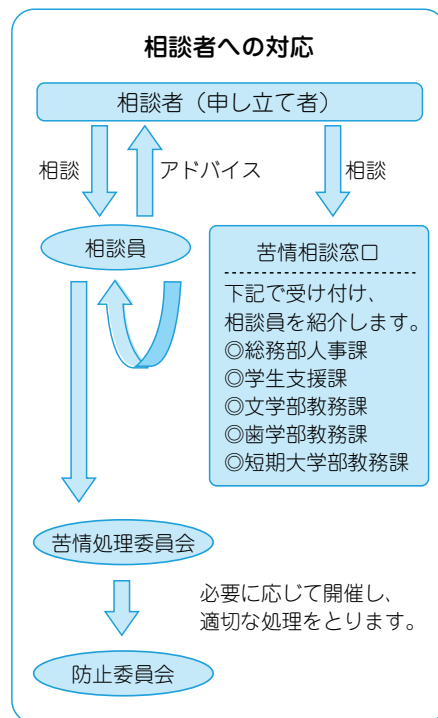 相談者への対応
相談者（申し立て者）
相談
アドバイス
相談
相談員
苦情相談窓口
下記で受け付け、
相談員を紹介します。
◎総務部人事課
◎学生支援課
◎文学部教務課
◎歯学部教務課
◎短期大学部教務課
苦情処理委員会
必要に応じて開催し、
適切な処理をとります。
防止委員会